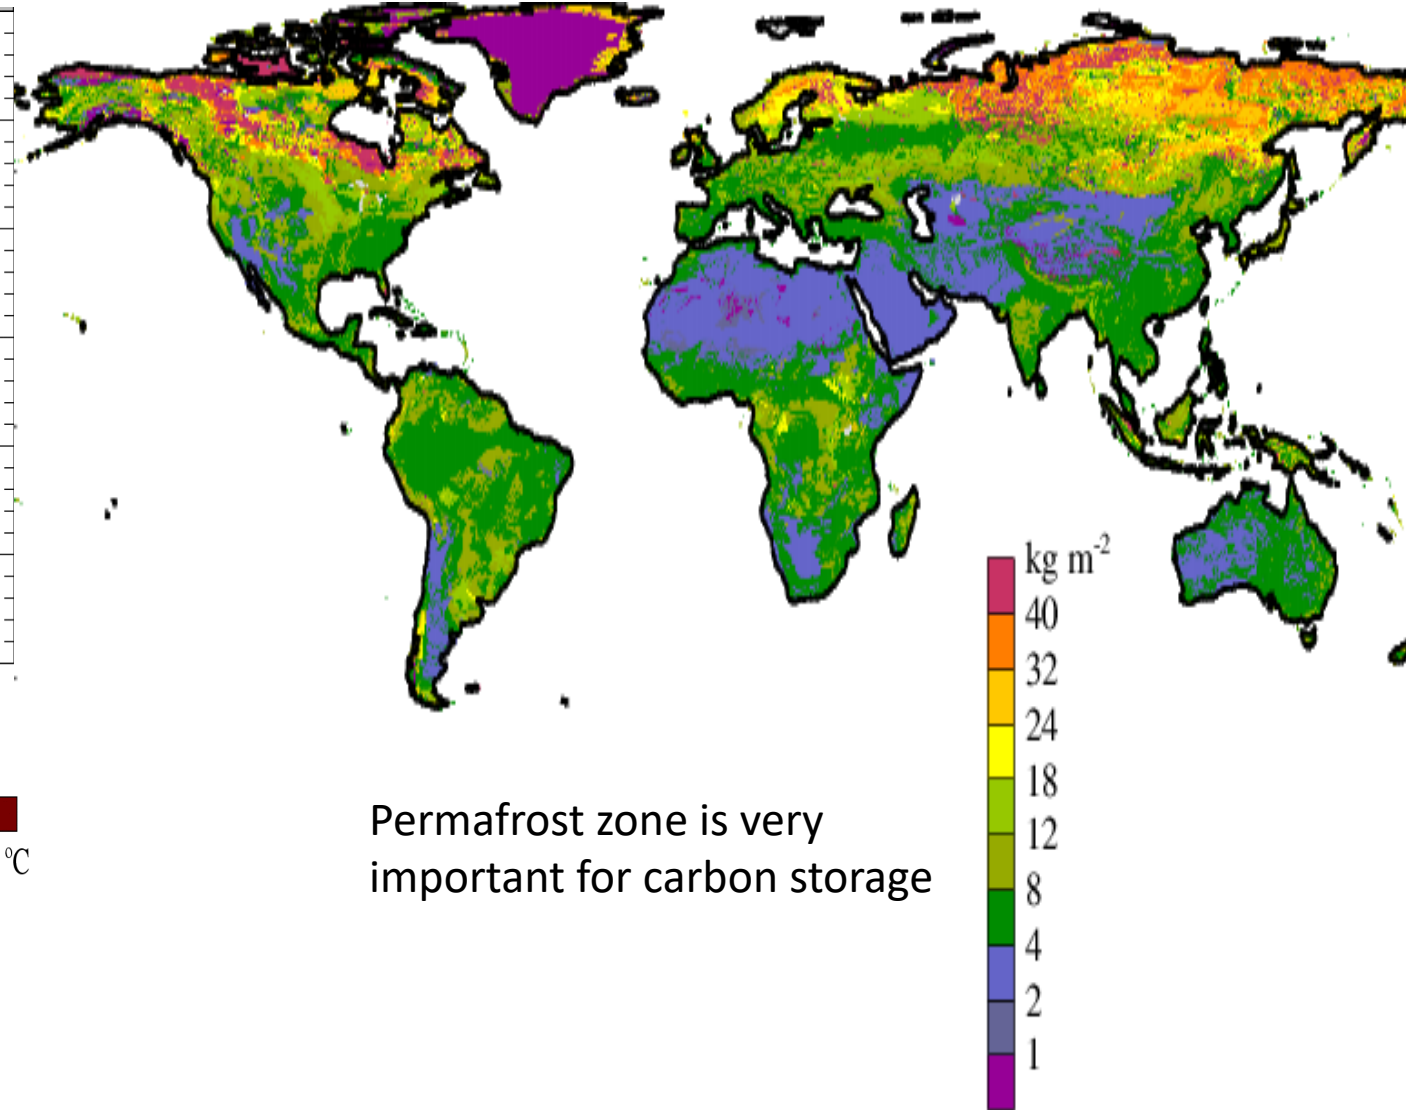 kg m⁻²
40
32
24
18
12
8
4
2
1
°C
Permafrost zone is very
important for carbon storage